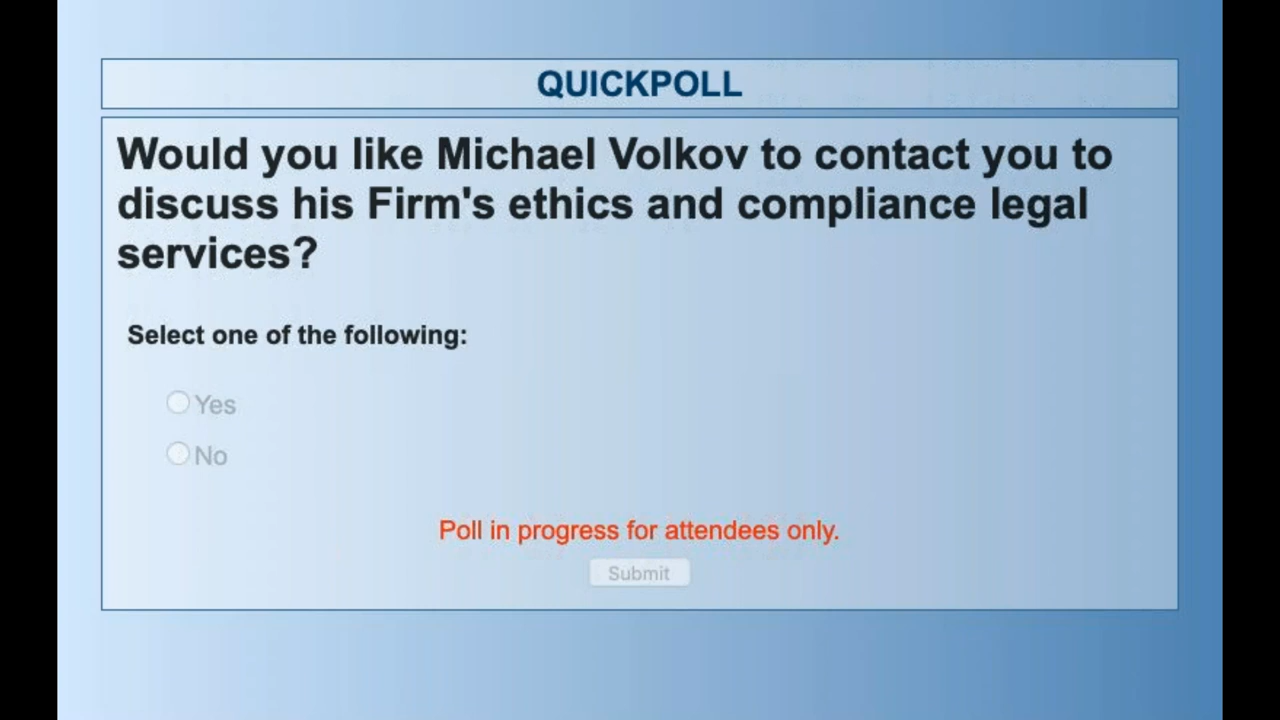 QUICKPOLL
Would you like Michael Volkov to contact you to
discuss his Firm's ethics and compliance legal
services?
Select one of the following:
Yes
No
Poll in progress for attendees only.
Submit